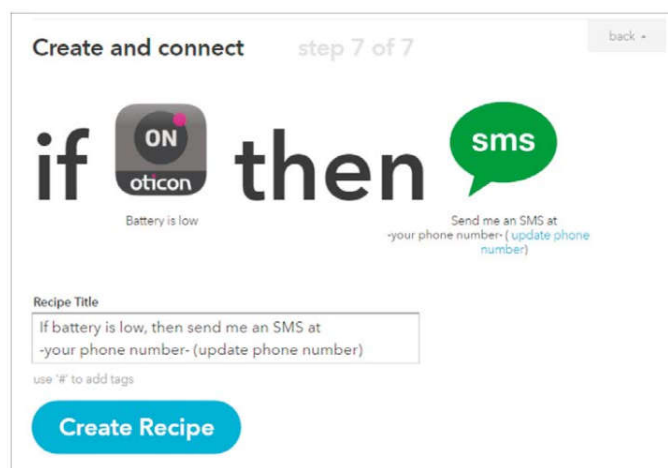 Create and connect step 7 of 7
back
if ON oticon then sms
Battery is low
Send me an SMS at
-your phone number- ( update phone
number)
Recipe Title
If battery is low, then send me an SMS at
-your phone number- (update phone number)
use '#' to add tags
Create Recipe